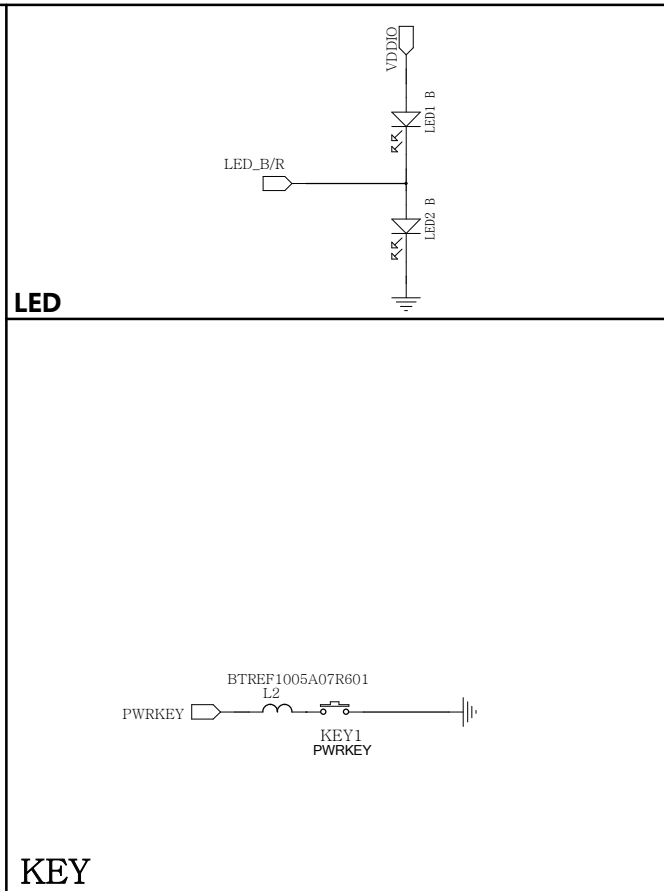 VDDIO
LED1 B
LED_B/R
LED2 B
LED
BTREF1005A07R601
L2
PWRKEY
KEY1
PWRKEY
KEY